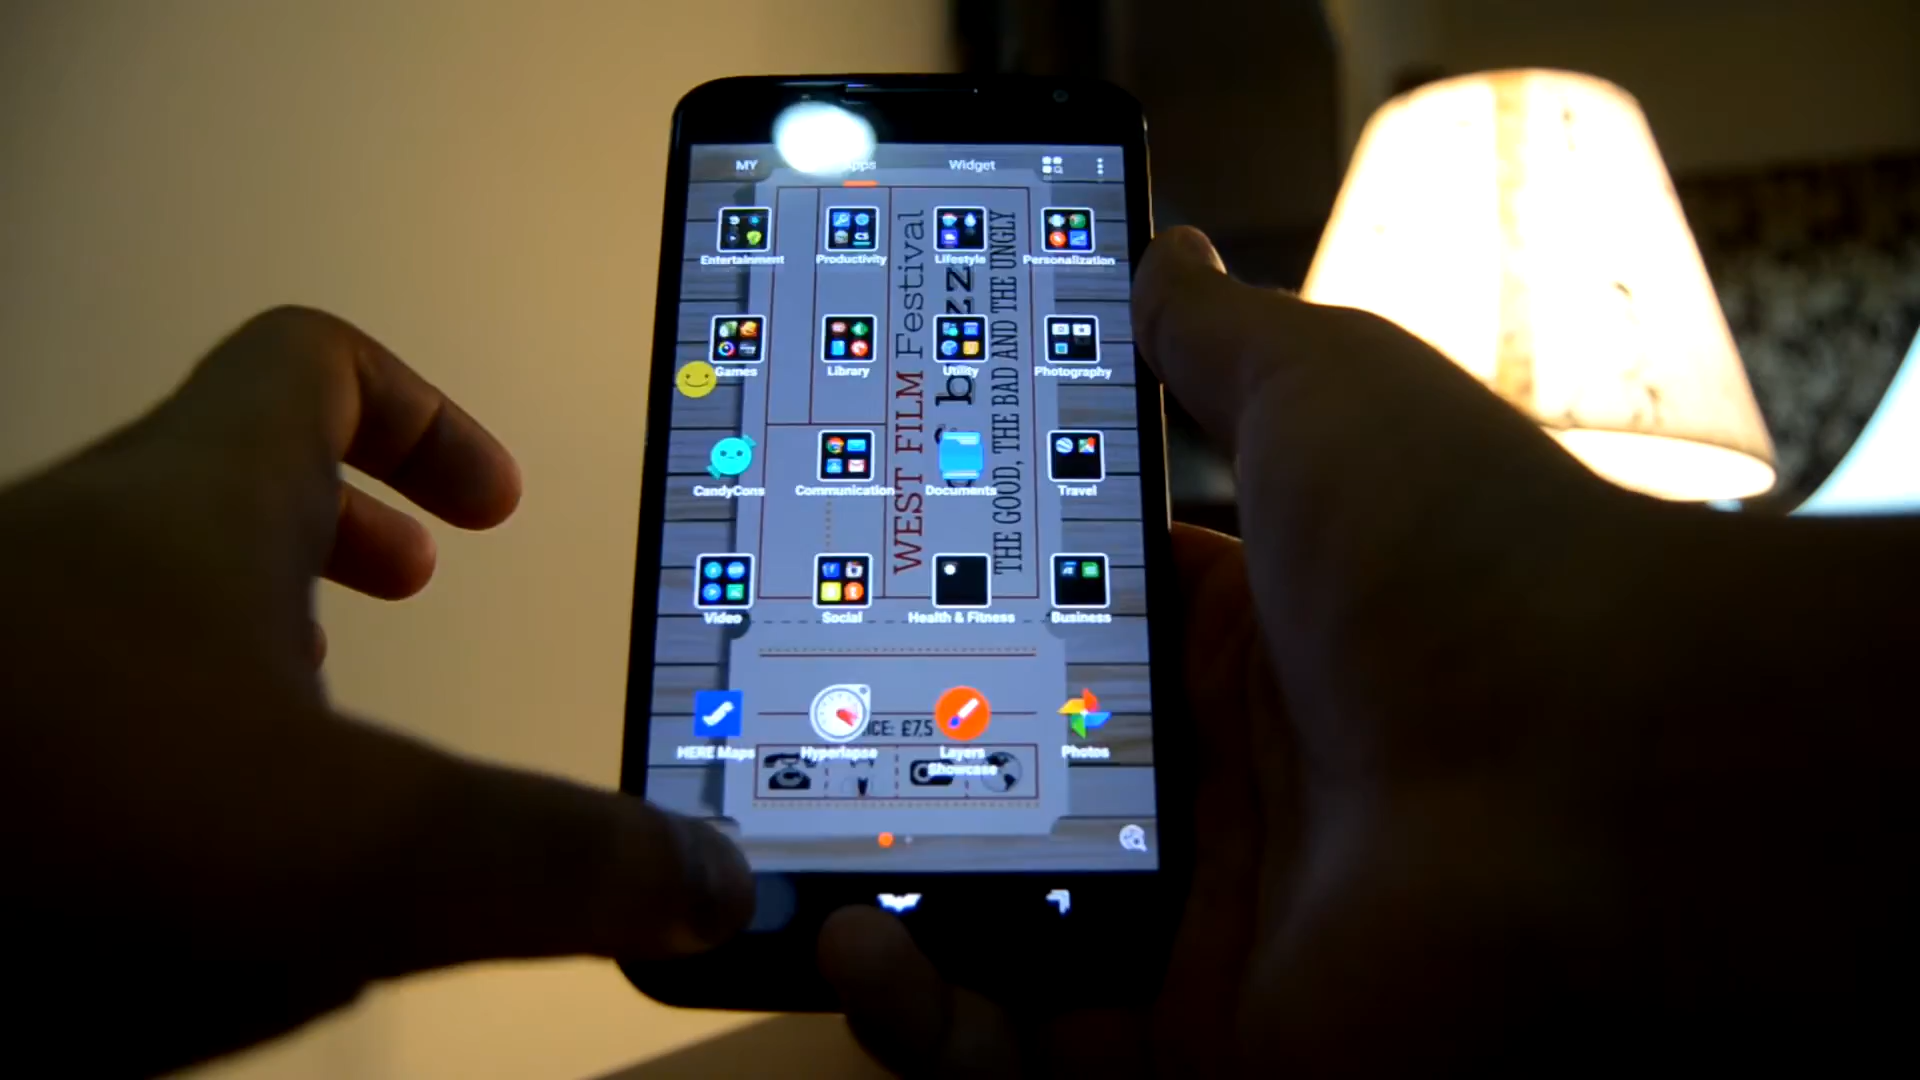 MY Apps Widget
Entertainment Productivity Lifestyle Personalization
Games Library Utility Photography
CandyCons Communication Documents Travel
Video Social Health & Fitness Business
HERE Maps Hyperlapse Layers Showcase Photos
WEST FILM Festival
THE GOOD, THE BAD AND THE UNGLY
ICE: £7,5